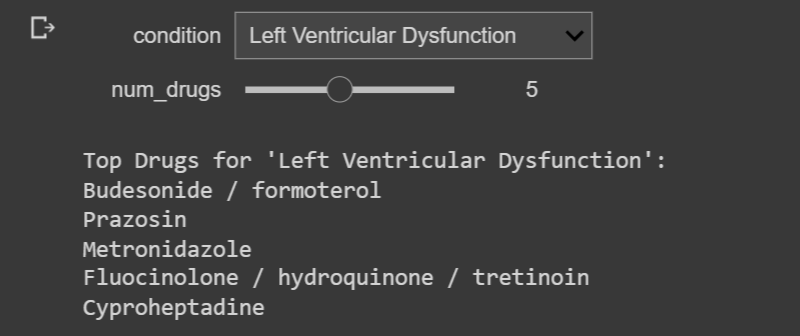 condition Left Ventricular Dysfunction
num_drugs 5
Top Drugs for 'Left Ventricular Dysfunction':
Budesonide / formoterol
Prazosin
Metronidazole
Fluocinolone / hydroquinone / tretinoin
Cyproheptadine